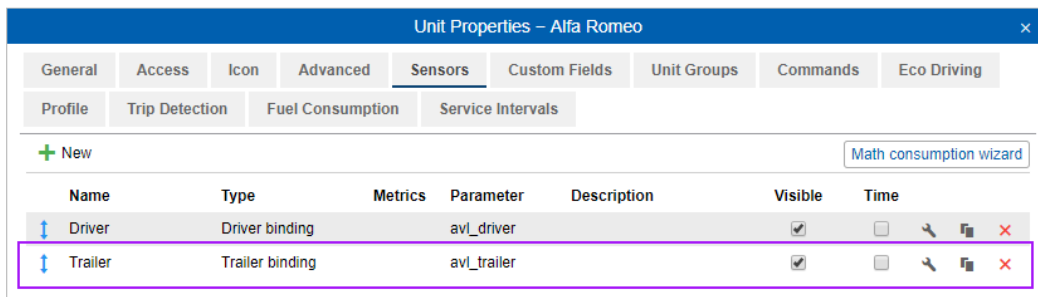 Unit Properties – Alfa Romeo ×
General Access Icon Advanced Sensors Custom Fields Unit Groups Commands Eco Driving
Profile Trip Detection Fuel Consumption Service Intervals
New Math consumption wizard
Name Type Metrics Parameter Description Visible Time
Driver Driver binding avl_driver
Trailer Trailer binding avl_trailer